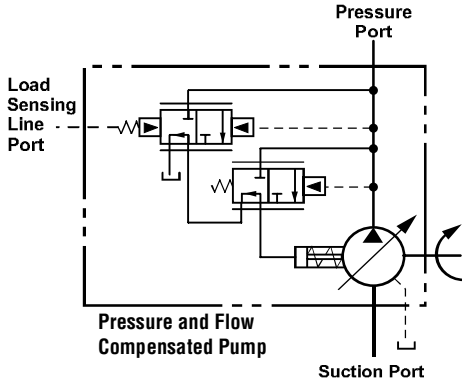 Pressure
Port
Load
Sensing
Line
Port
Pressure and Flow
Compensated Pump
Suction Port